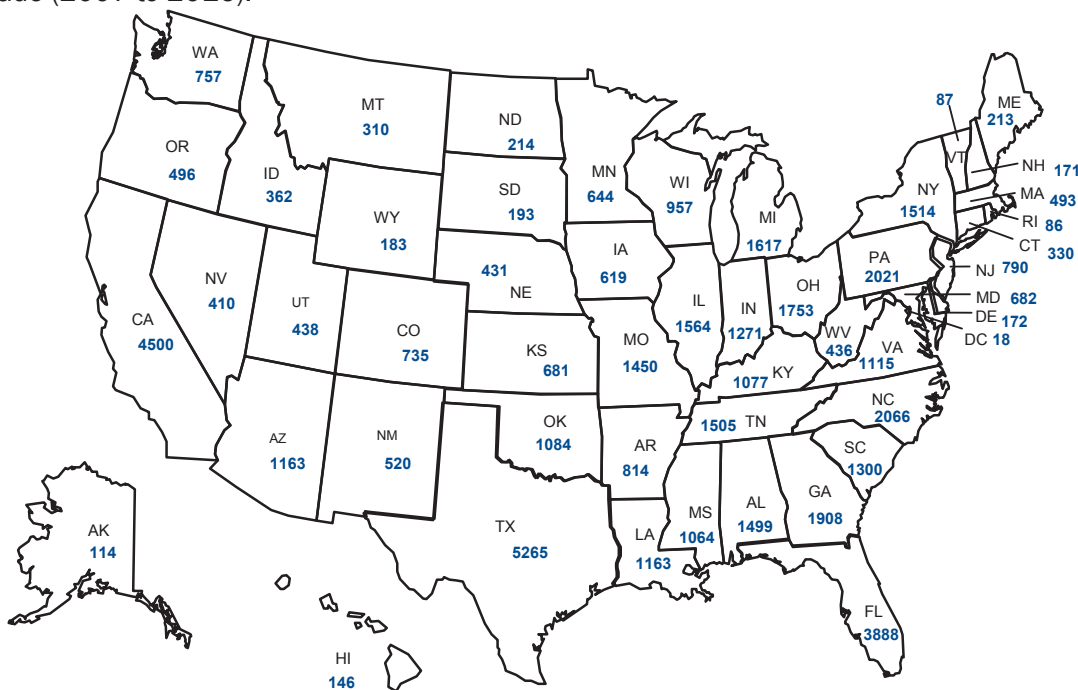 WA
757
MT
310
ND
214
87
ME
213
OR
496
ID
362
MN
644
WI
957
VT
NH 171
SD
193
NY
1514
MA 493
WY
183
MI
1617
RI 86
CT
330
431
NE
IA
619
PA
2021
NJ 790
NV
410
OH
1753
MD 682
UT
438
IL
1564
IN
1271
DE
172
CA
4500
CO
735
WV
436
DC 18
KS
681
MO
1450
VA
1115
1077 KY
NC
2066
1505 TN
AZ
1163
NM
520
OK
1084
AR
814
SC
1300
GA
1908
MS
1064
AL
1499
TX
5265
AK
114
LA
1163
FL
3888
HI
146